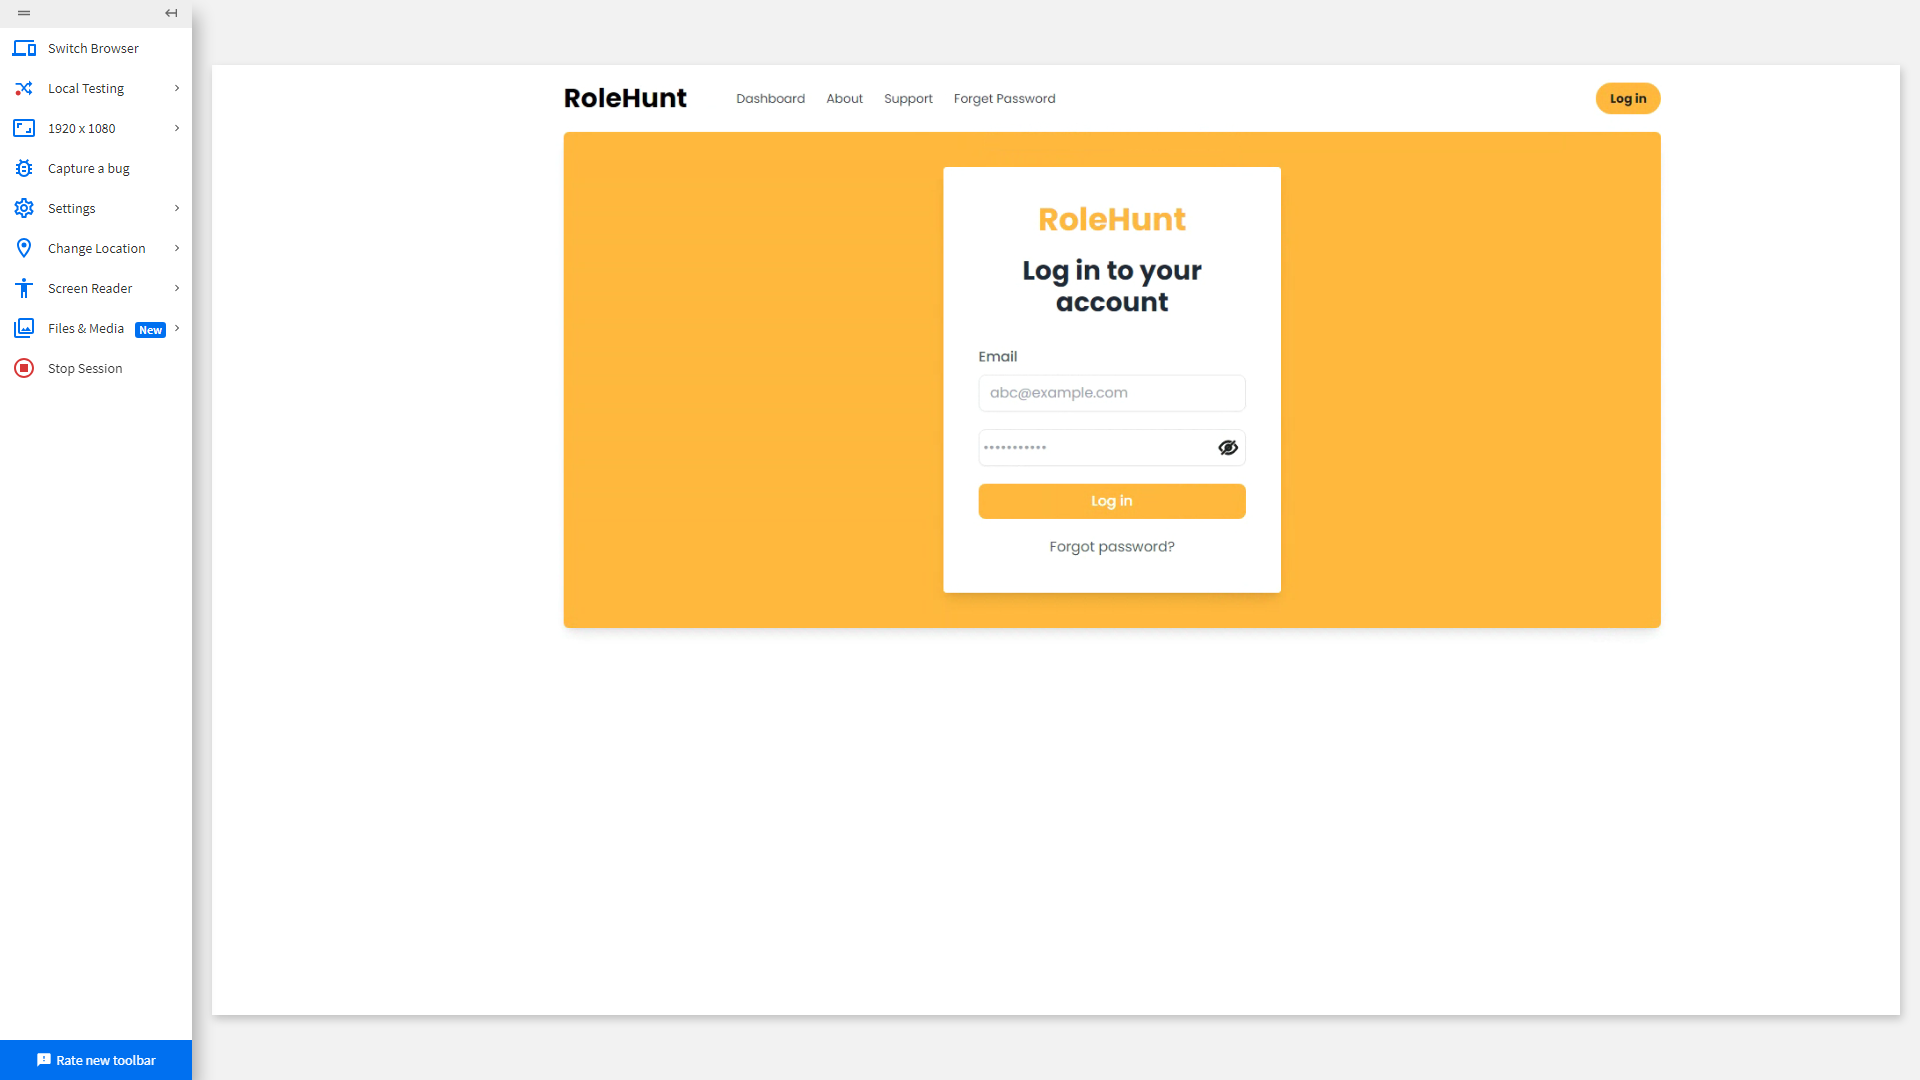 Switch Browser
Local Testing
1920 x 1080
Capture a bug
Settings
Change Location
Screen Reader
Files & Media New
Stop Session
Rate new toolbar
RoleHunt Dashboard About Support Forget Password Log in
RoleHunt
Log in to your
account
Email
abc@example.com
•••••••••••
Log in
Forgot password?